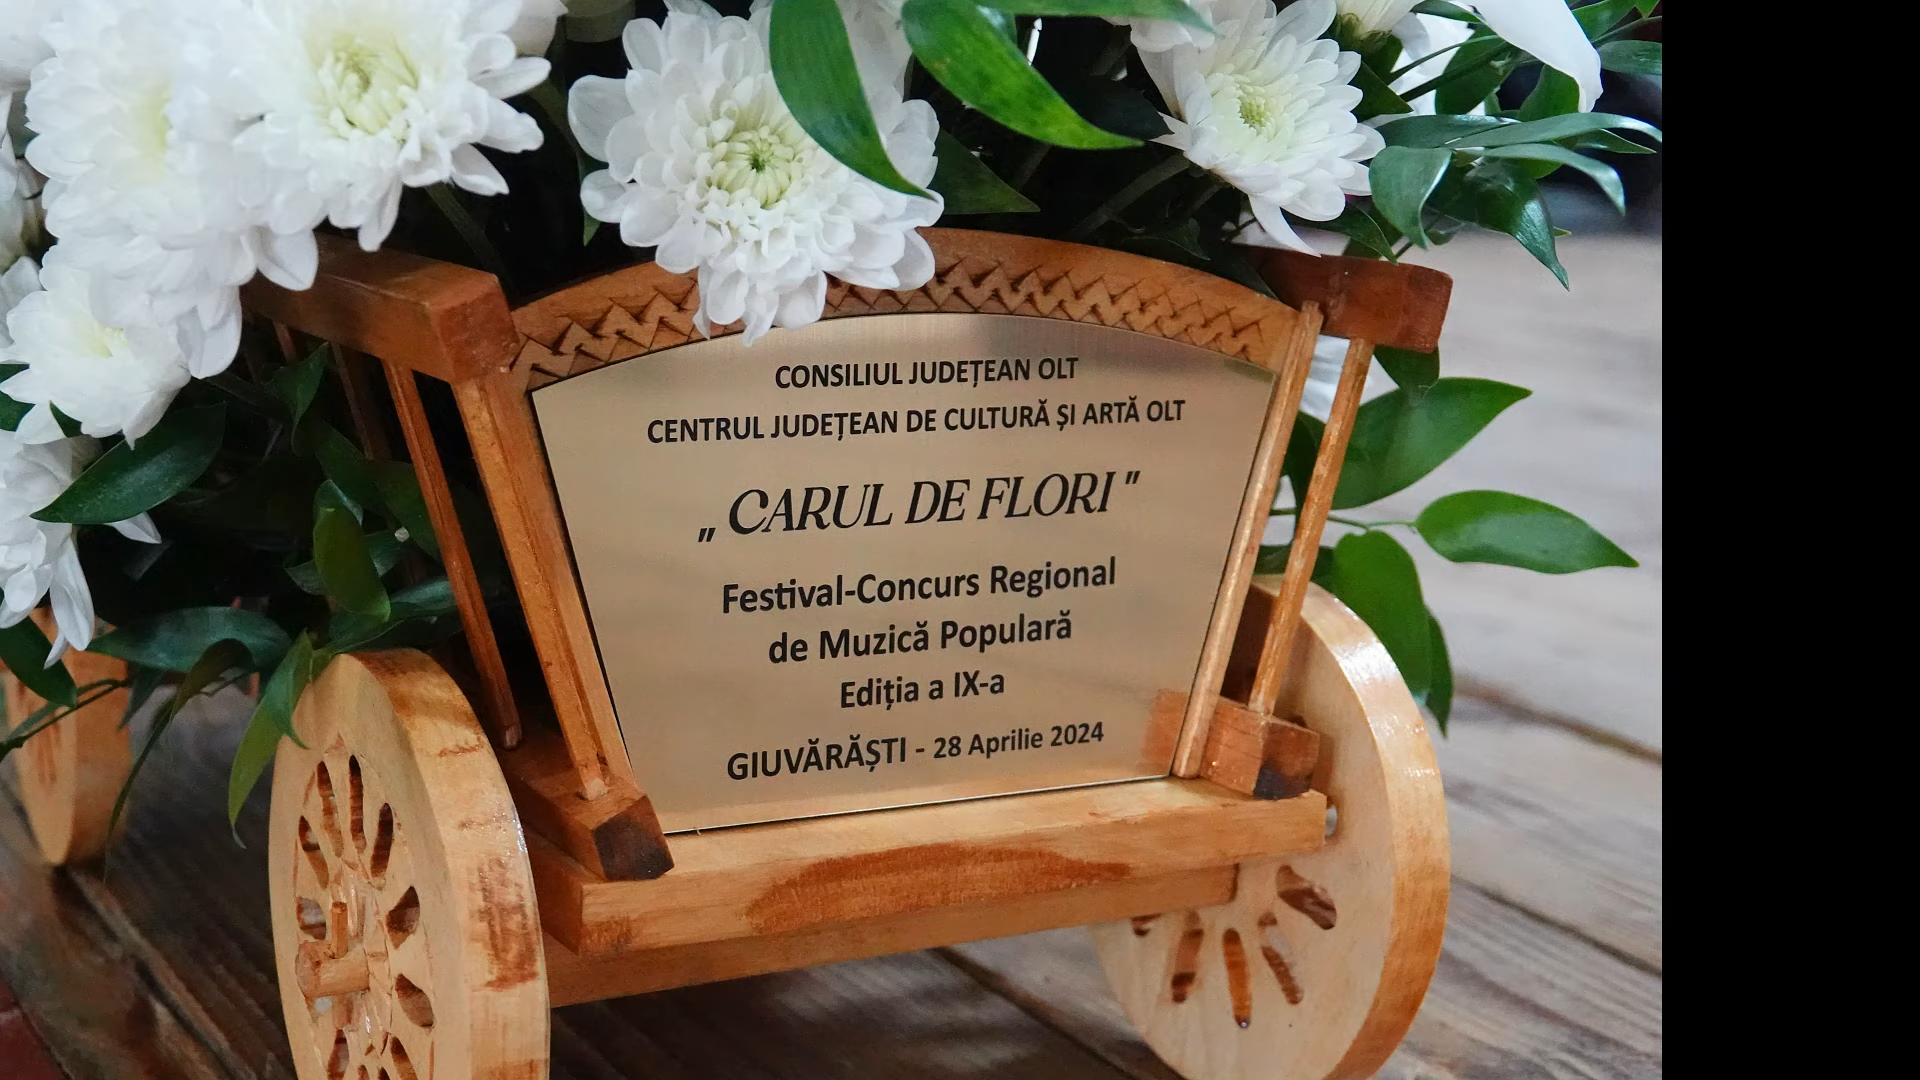 CONSILIUL JUDEȚEAN OLT
CENTRUL JUDEȚEAN DE CULTURĂ ȘI ARTĂ OLT
„CARUL DE FLORI"
Festival-Concurs Regional
de Muzică Populară
Ediția a IX-a
GIUVĂRĂȘTI - 28 Aprilie 2024